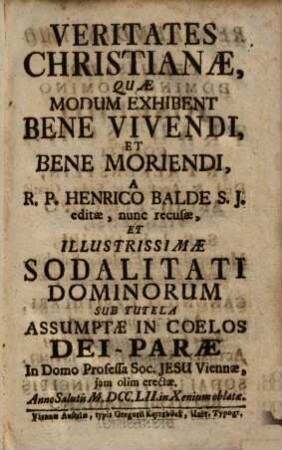 VERITATES
CHRISTIANÆ,
QUÆ
MODUM EXHIBENT
BENE VIVENDI,
ET
BENE MORIENDI,
A
R. P. HENRICO BALDE S. J.
editæ, nunc recusæ,
ET
ILLUSTRISSIMÆ
SODALITATI
DOMINORUM
SUB TUTELA
ASSUMPTÆ IN COELOS
DEI-PARÆ
In Domo Professa Soc. JESU Viennæ,
jam olim erectæ.
Anno Salutis M. DCC. LII. in Xenium oblatæ.
Viennæ Austriæ, typis Gregorii Kurtzböck, Univ. Typogr.